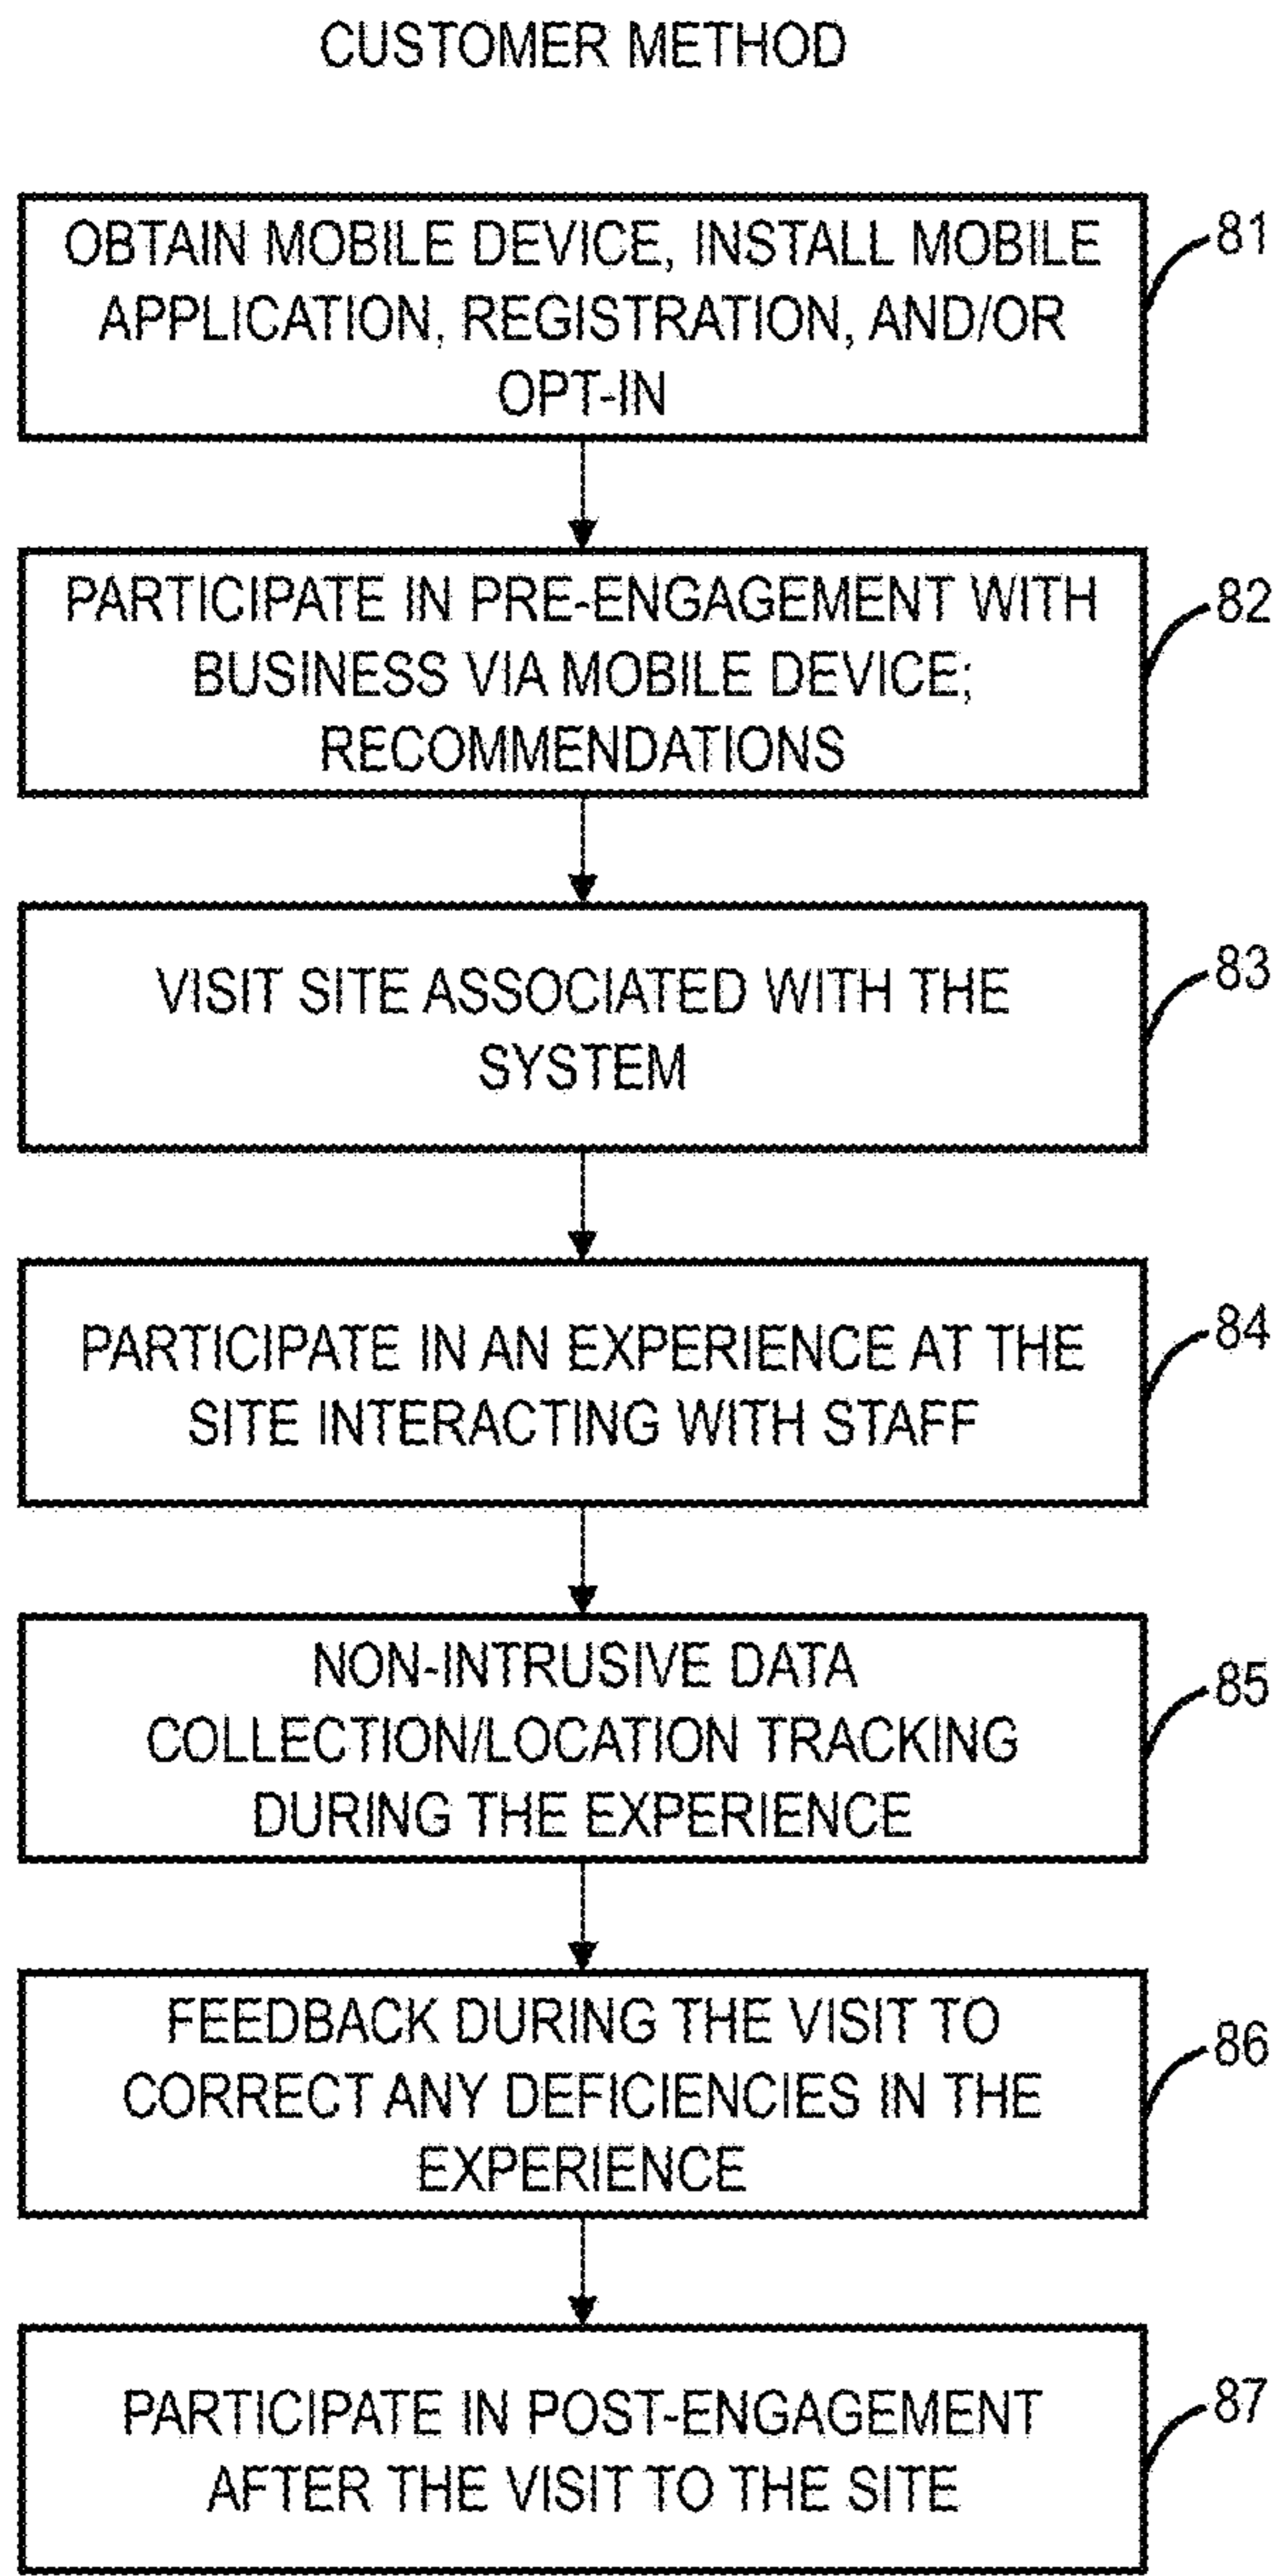 CUSTOMER METHOD
OBTAIN MOBILE DEVICE, INSTALL MOBILE
APPLICATION, REGISTRATION, AND/OR
OPT-IN
81
PARTICIPATE IN PRE-ENGAGEMENT WITH
BUSINESS VIA MOBILE DEVICE;
RECOMMENDATIONS
82
VISIT SITE ASSOCIATED WITH THE
SYSTEM
83
PARTICIPATE IN AN EXPERIENCE AT THE
SITE INTERACTING WITH STAFF
84
NON-INTRUSIVE DATA
COLLECTION/LOCATION TRACKING
DURING THE EXPERIENCE
85
FEEDBACK DURING THE VISIT TO
CORRECT ANY DEFICIENCIES IN THE
EXPERIENCE
86
PARTICIPATE IN POST-ENGAGEMENT
AFTER THE VISIT TO THE SITE
87